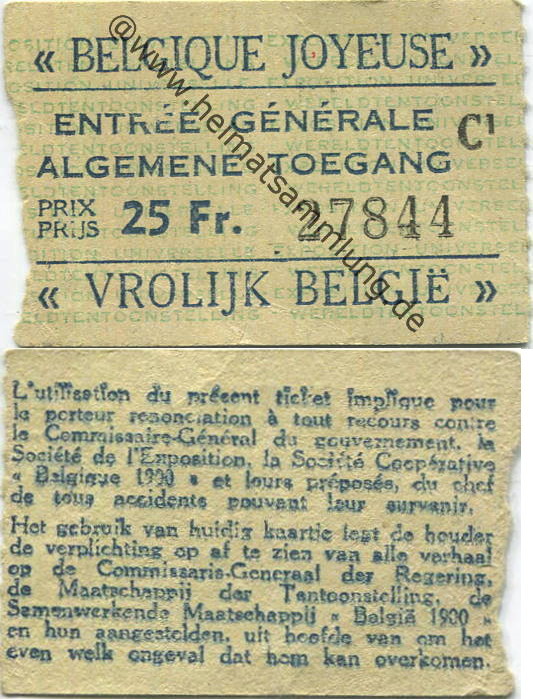 « BELGIQUE JOYEUSE »
ENTRÉE GÉNÉRALE C1
ALGEMENE TOEGANG
PRIX
PRIJS 25 Fr. 27844
« VROLIJK BELGIË »
@www.heimatsammlung.de
L'utilisation du présent ticket implique pour
le porteur renonciation à tout recours contre
le Commissaire-Général du gouvernement, la
Société de l'Exposition, la Société Coopérative
« Belgique 1900 » et leurs préposés, du chef
de tous accidents pouvant leur survenir.
Het gebruik van huidig kaartje legt de houder
de verplichting op af te zien van alle verhaal
op de Commissaris-Generaal der Regering,
de Maatschappij der Tentoonstelling, de
Samenwerkende Maatschappij « België 1900 »
en hun aangestelden, uit hoofde van om het
even welk ongeval dat hem kan overkomen.